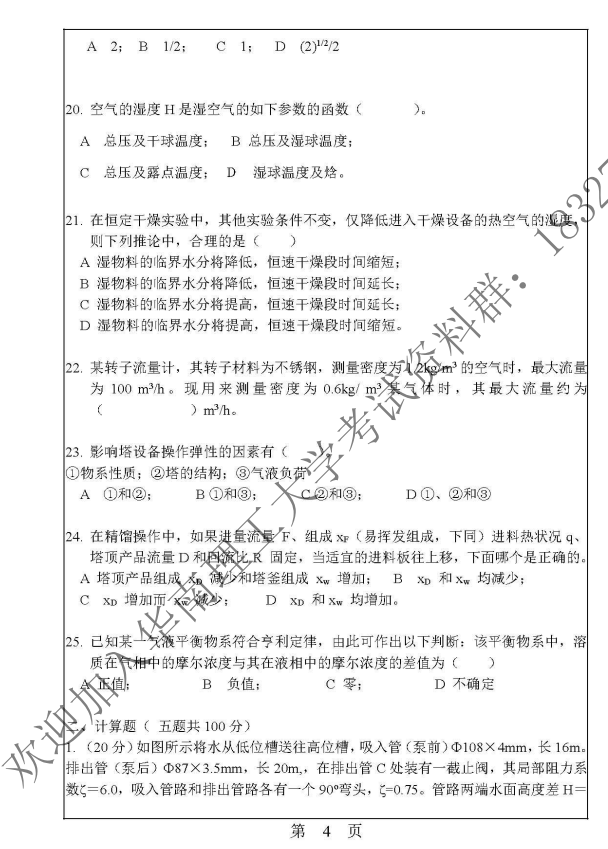 A 2； B 1/2； C 1； D (2)1/2/2
20. 空气的湿度 H 是湿空气的如下参数的函数（ ）。
A 总压及干球温度； B 总压及湿球温度；
C 总压及露点温度； D 湿球温度及焓。
21. 在恒定干燥实验中，其他实验条件不变，仅降低进入干燥设备的热空气的湿度，
则下列推论中，合理的是（ ）
A 湿物料的临界水分将降低，恒速干燥段时间缩短；
B 湿物料的临界水分将降低，恒速干燥段时间延长；
C 湿物料的临界水分将提高，恒速干燥段时间延长；
D 湿物料的临界水分将提高，恒速干燥段时间缩短。
22. 某转子流量计，其转子材料为不锈钢，测量密度为1.2kg/m³ 的空气时，最大流量
为 100 m³/h。现用来测量密度为 0.6kg/ m³ 某气体时，其最大流量约为
（ ）m³/h。
23. 影响塔设备操作弹性的因素有（ ）
①物系性质；②塔的结构；③气液负荷
A ①和②； B ①和③； C ②和③； D ①、②和③
24. 在精馏操作中，如果进量流量 F、组成 xF（易挥发组成，下同）进料热状况 q、
塔顶产品流量 D 和回流比 R 固定，当适宜的进料板往上移，下面哪个是正确的。
A 塔顶产品组成 xD 减少和塔釜组成 xw 增加； B xD 和 xw 均减少；
C xD 增加而 xw 减少； D xD 和 xw 均增加。
25. 已知某一气液平衡物系符合亨利定律，由此可作出以下判断：该平衡物系中，溶
质在气相中的摩尔浓度与其在液相中的摩尔浓度的差值为（ ）
A 正值； B 负值； C 零； D 不确定
二、计算题（ 五题共 100 分）
1. （20 分）如图所示将水从低位槽送往高位槽，吸入管（泵前）Φ108×4mm，长 16m。
排出管（泵后）Φ87×3.5mm，长 20m,，在排出管 C 处装有一截止阀，其局部阻力系
数ζ=6.0，吸入管路和排出管路各有一个 90°弯头，ζ=0.75。管路两端水面高度差 H＝
第 4 页
欢迎加入华南理工大学考试资料群：18327